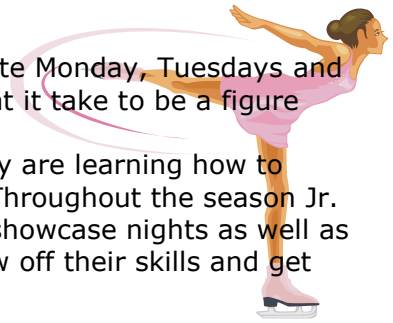 te Monday, Tuesdays and
t it take to be a figure
y are learning how to
Throughout the season Jr.
showcase nights as well as
w off their skills and get